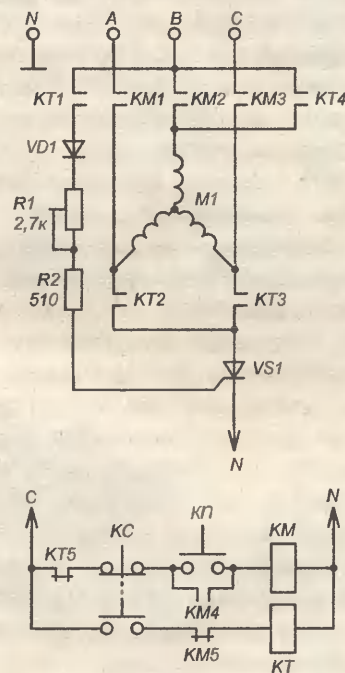 N A B C
KT1 KM1 KM2 KM3 KT4
VD1
R1
2,7к
M1
R2
510
KT2 KT3
VS1
N
C N
KC КП KM
KT5
KM4
KM5
KT